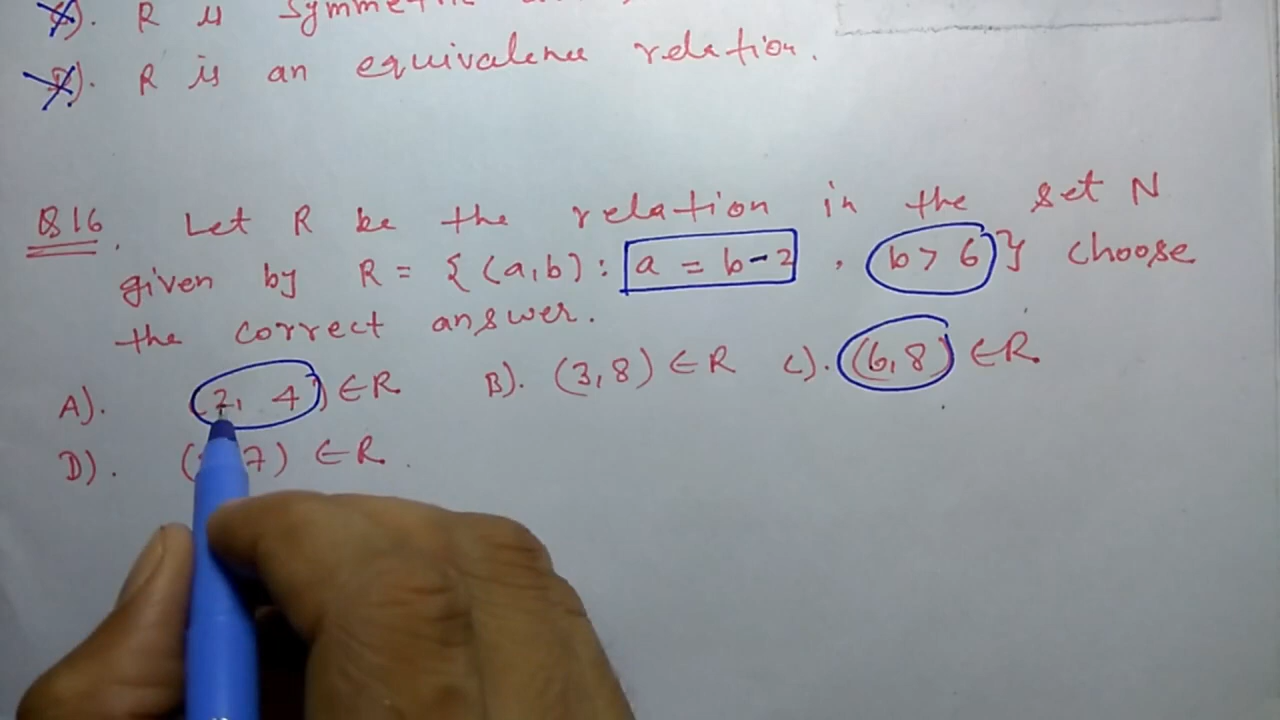 R is symmetric
R is an equivalence relation.
Q16. Let R be the relation in the set N
given by R = {(a,b) : a = b-2 , b > 6} choose
the correct answer.
A). (2, 4) ∈ R B). (3,8) ∈ R C). (6,8) ∈ R
D). ( 7) ∈ R.